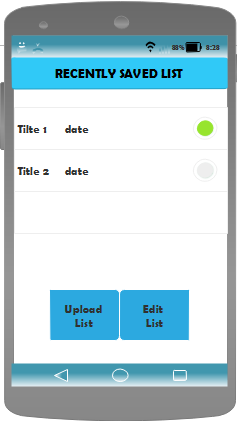 88% 8:28
RECENTLY SAVED LIST
Tilte 1 date
Title 2 date
Upload Edit
List List